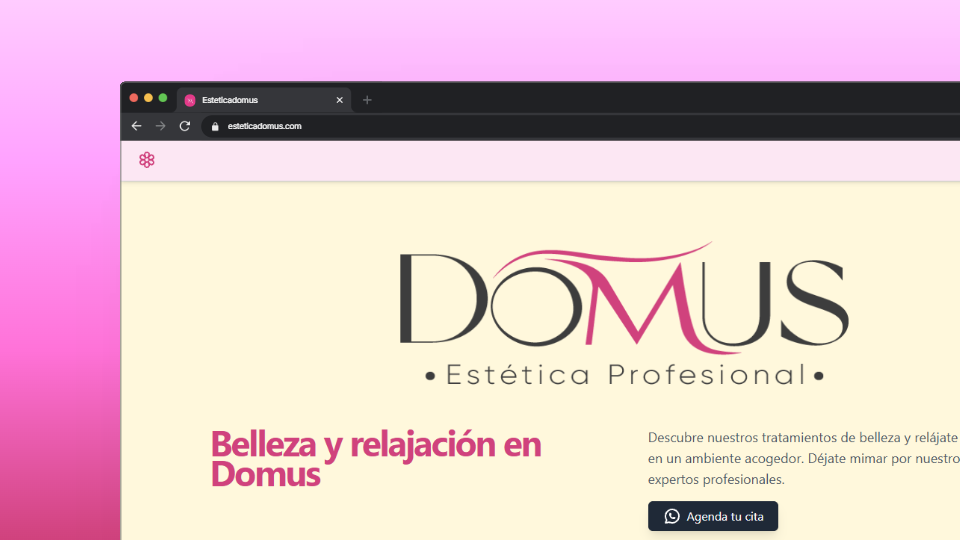 Esteticadomus
esteticadomus.com
DOMUS
• Estética Profesional •
Belleza y relajación en
Domus
Descubre nuestros tratamientos de belleza y relájate
en un ambiente acogedor. Déjate mimar por nuestro
expertos profesionales.
Agenda tu cita